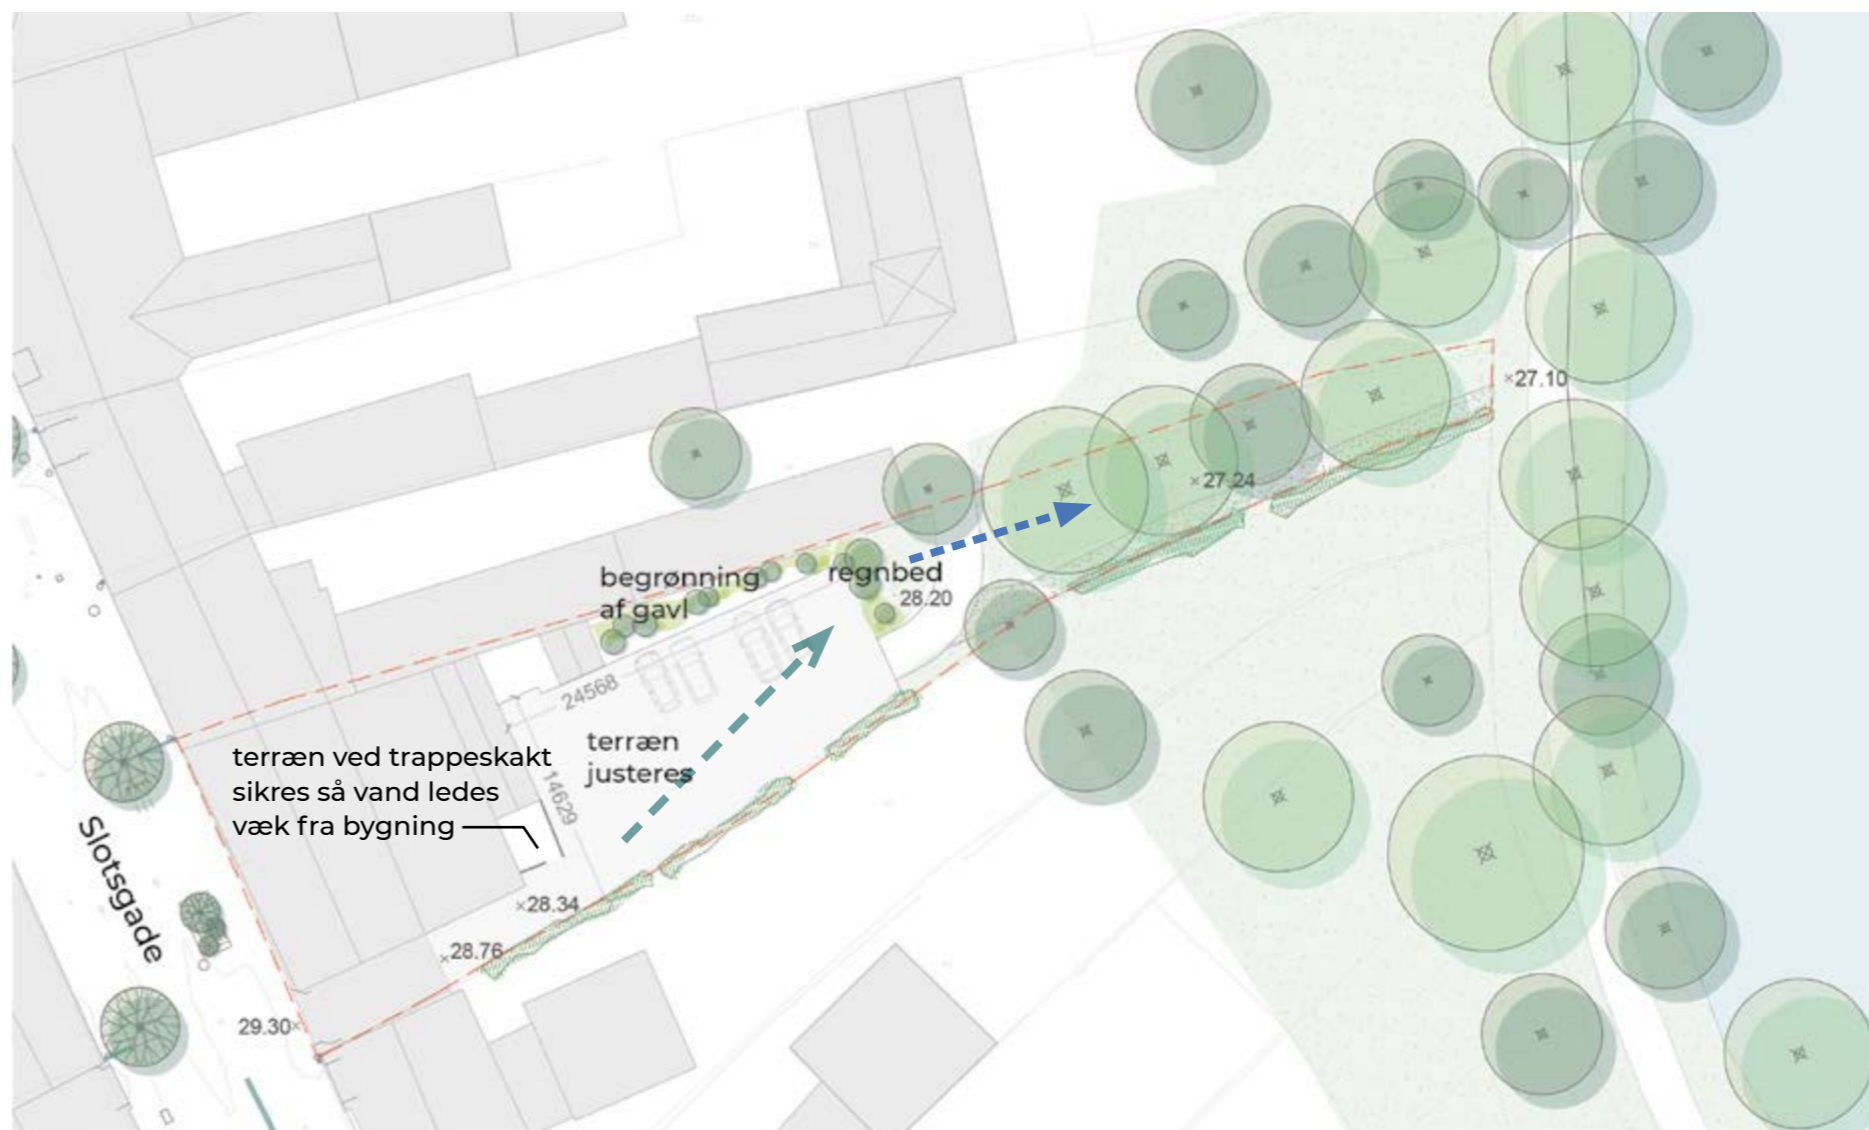 27.10
27.24
begrønning
af gavl
regnbed
28.20
24568
terræn
justeres
14629
terræn ved trappeskakt
sikres så vand ledes
væk fra bygning
Slotsgade
28.34
28.76
29.30